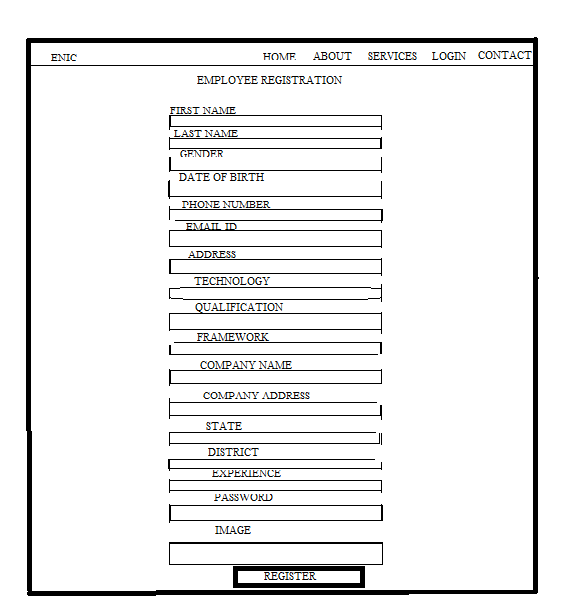 ENIC HOME ABOUT SERVICES LOGIN CONTACT
EMPLOYEE REGISTRATION
FIRST NAME
LAST NAME
GENDER
DATE OF BIRTH
PHONE NUMBER
EMAIL ID
ADDRESS
TECHNOLOGY
QUALIFICATION
FRAMEWORK
COMPANY NAME
COMPANY ADDRESS
STATE
DISTRICT
EXPERIENCE
PASSWORD
IMAGE
REGISTER